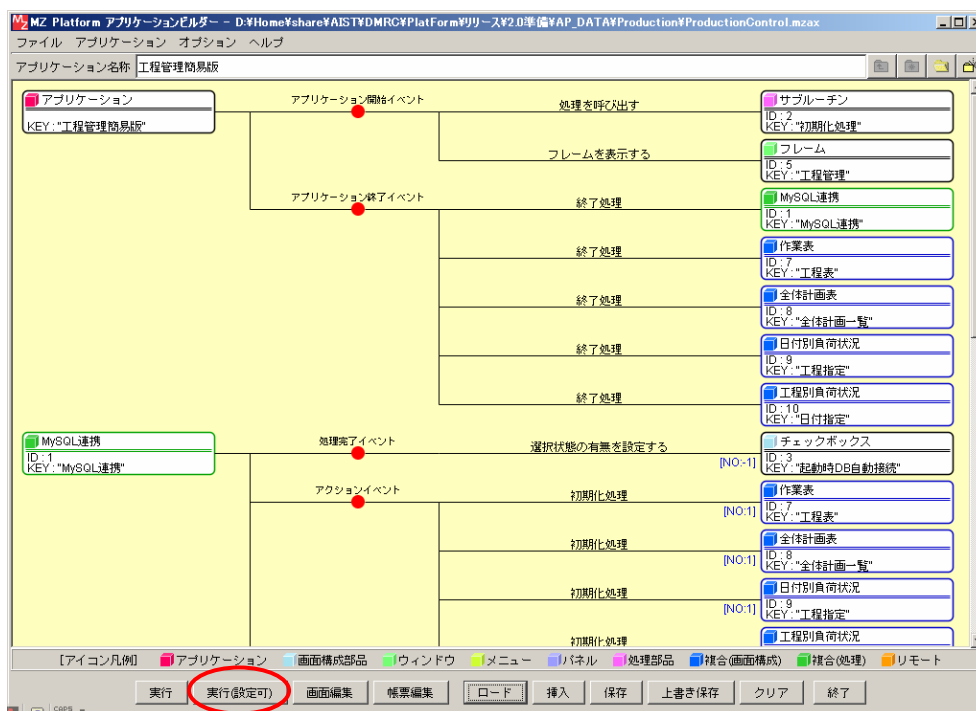 MZ Platform アプリケーションビルダー - D:¥Home¥share¥AIST¥DMRC¥PlatForm¥リリース¥2.0準備¥AP_DATA¥Production¥ProductionControl.mzax
ファイル アプリケーション オプション ヘルプ
アプリケーション名称 工程管理簡易版
アプリケーション
KEY:"工程管理簡易版"
アプリケーション開始イベント
処理を呼び出す
サブルーチン
ID:2
KEY:"初期化処理"
フレームを表示する
フレーム
ID:5
KEY:"工程管理"
アプリケーション終了イベント
終了処理
MySQL連携
ID:1
KEY:"MySQL連携"
終了処理
作業表
ID:7
KEY:"工程表"
終了処理
全体計画表
ID:8
KEY:"全体計画一覧"
終了処理
日付別負荷状況
ID:9
KEY:"工程指定"
終了処理
工程別負荷状況
ID:10
KEY:"日付指定"
MySQL連携
ID:1
KEY:"MySQL連携"
処理完了イベント
選択状態の有無を設定する
[NO:-1]
チェックボックス
ID:3
KEY:"起動時DB自動接続"
アクションイベント
初期化処理
[NO:1]
作業表
ID:7
KEY:"工程表"
初期化処理
[NO:1]
全体計画表
ID:8
KEY:"全体計画一覧"
初期化処理
[NO:1]
日付別負荷状況
ID:9
KEY:"工程指定"
初期化処理
工程別負荷状況
[アイコン凡例] アプリケーション 画面構成部品 ウィンドウ メニュー パネル 処理部品 複合(画面構成) 複合(処理) リモート
実行 実行(設定可) 画面編集 帳票編集 ロード 挿入 保存 上書き保存 クリア 終了
CAPS